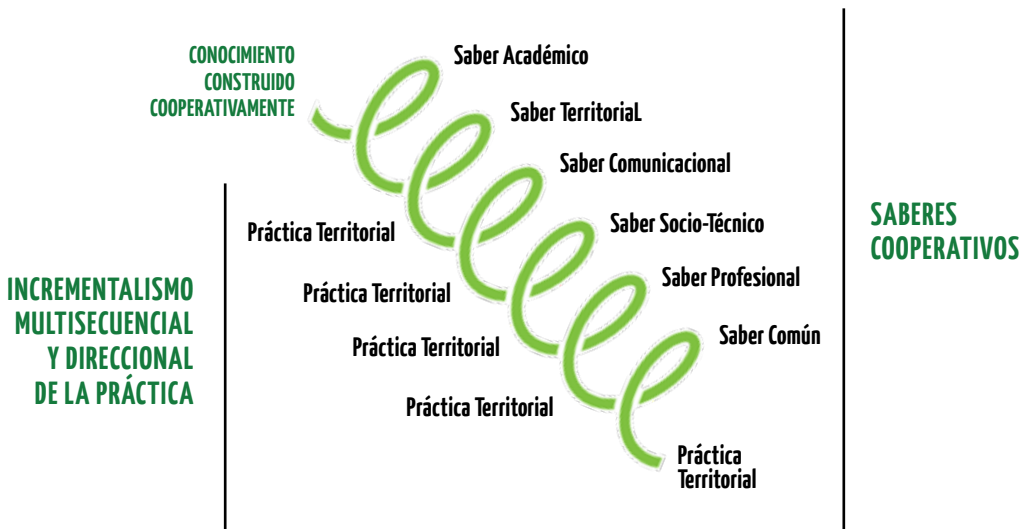 CONOCIMIENTO
CONSTRUIDO
COOPERATIVAMENTE
Saber Académico
Saber TerritoriaL
Saber Comunicacional
Saber Socio-Técnico
Saber Profesional
Saber Común
SABERES
COOPERATIVOS
INCREMENTALISMO
MULTISECUENCIAL
Y DIRECCIONAL
DE LA PRÁCTICA
Práctica Territorial
Práctica Territorial
Práctica Territorial
Práctica Territorial
Práctica
Territorial